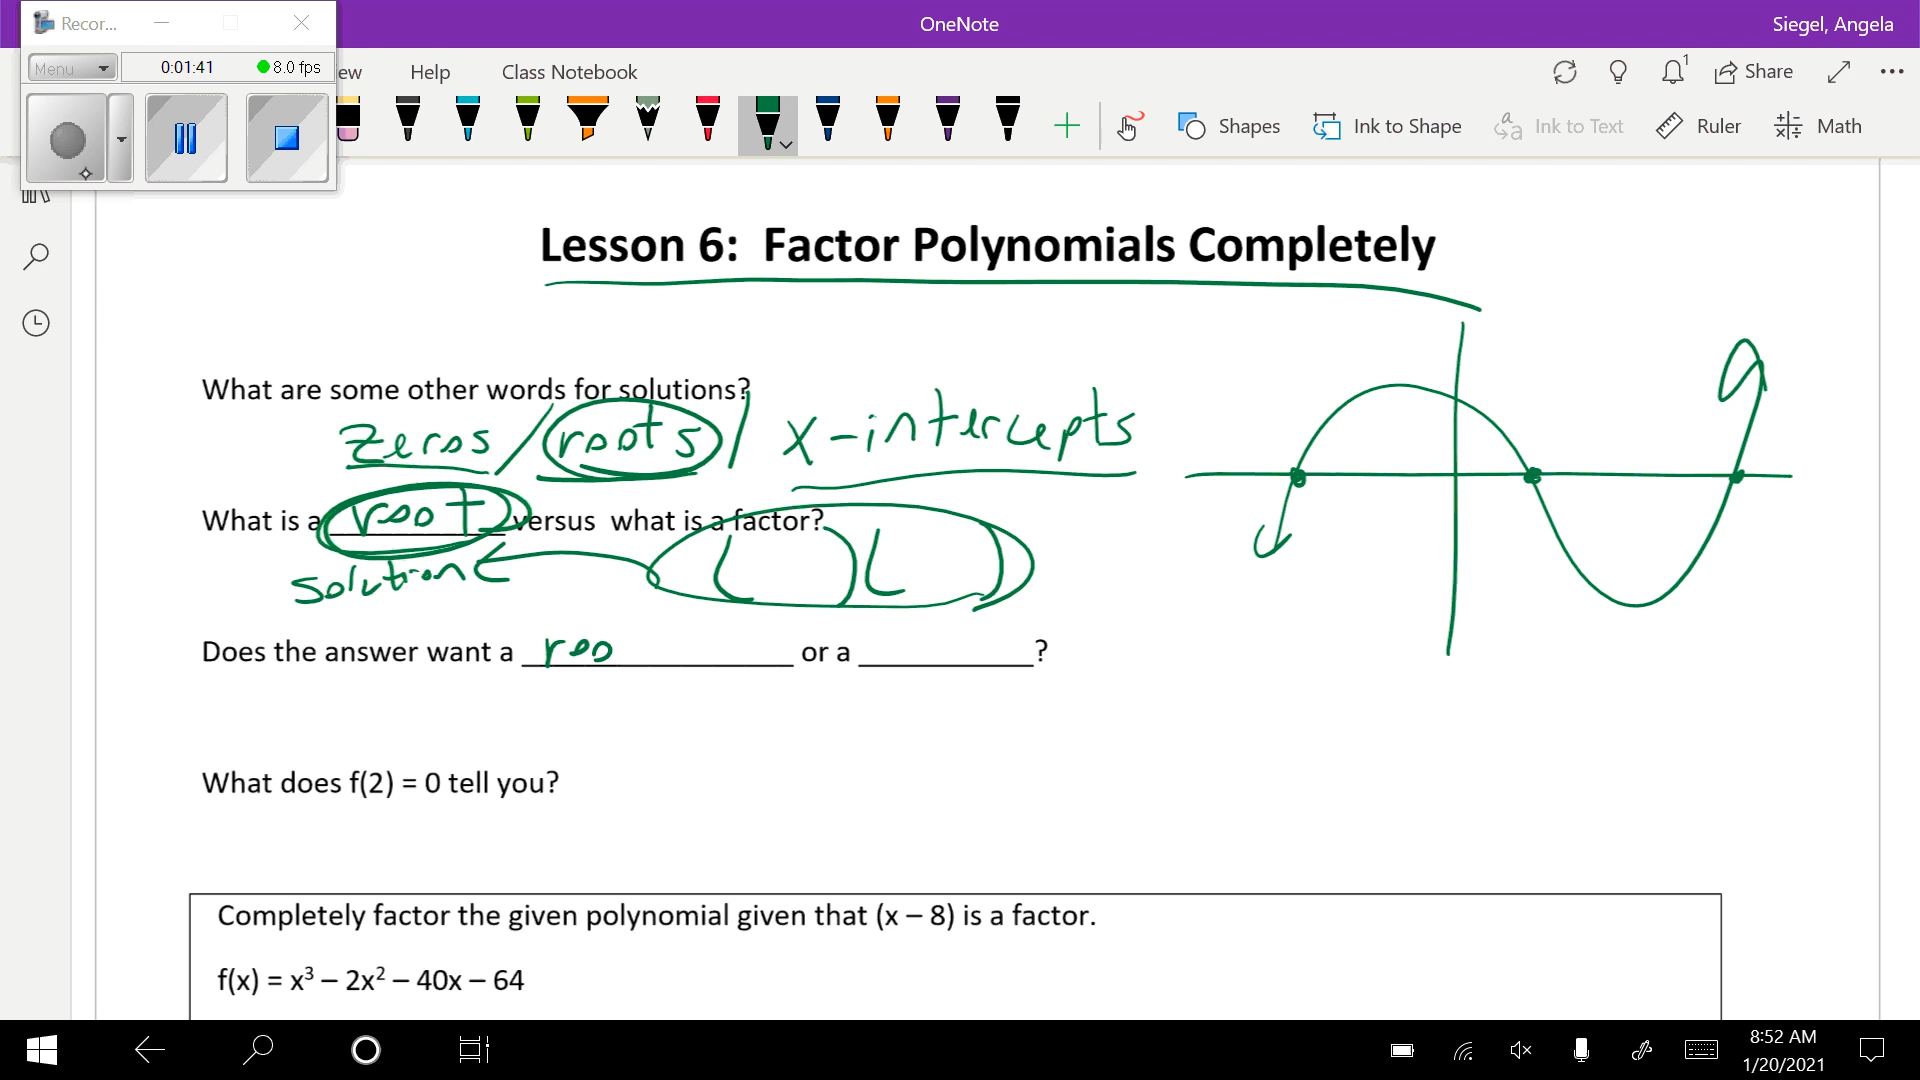 Recor...
OneNote
Siegel, Angela
Menu
0:01:41
8.0 fps
ew
Help
Class Notebook
1
Share
Shapes
Ink to Shape
Ink to Text
Ruler
Math
Lesson 6: Factor Polynomials Completely
What are some other words for solutions?
zeros / roots / x-intercepts
What is a root versus what is a factor?
solution ( ) ( )
Does the answer want a roo or a ____________?
What does f(2) = 0 tell you?
Completely factor the given polynomial given that (x – 8) is a factor.
f(x) = x³ – 2x² – 40x – 64
8:52 AM
1/20/2021